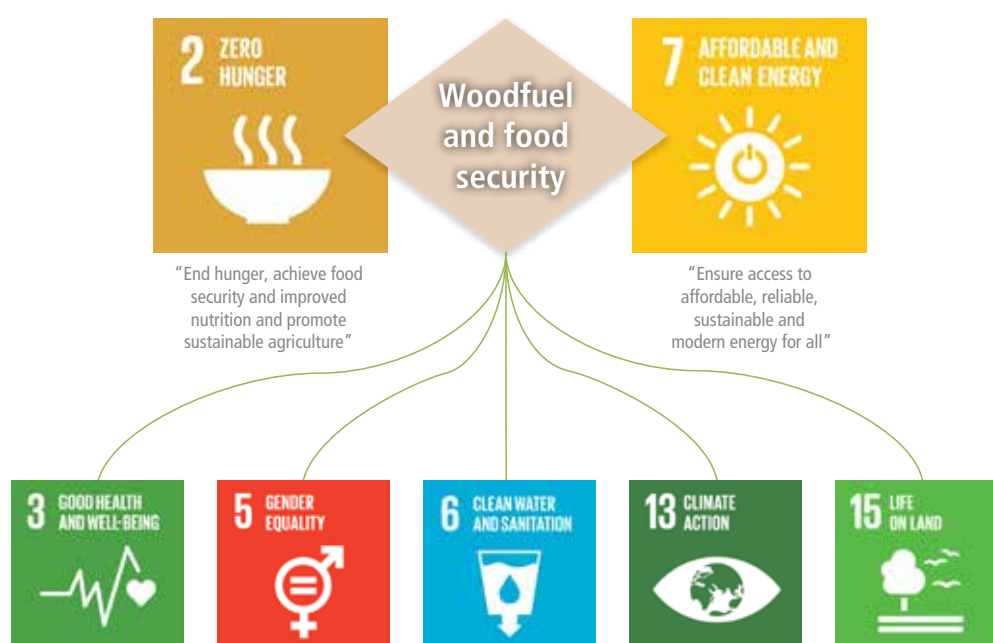 2 ZERO
HUNGER
Woodfuel
and food
security
7 AFFORDABLE AND
CLEAN ENERGY
"End hunger, achieve food
security and improved
nutrition and promote
sustainable agriculture"
"Ensure access to
affordable, reliable,
sustainable and
modern energy for all"
3 GOOD HEALTH
AND WELL-BEING
5 GENDER
EQUALITY
6 CLEAN WATER
AND SANITATION
13 CLIMATE
ACTION
15 LIFE
ON LAND